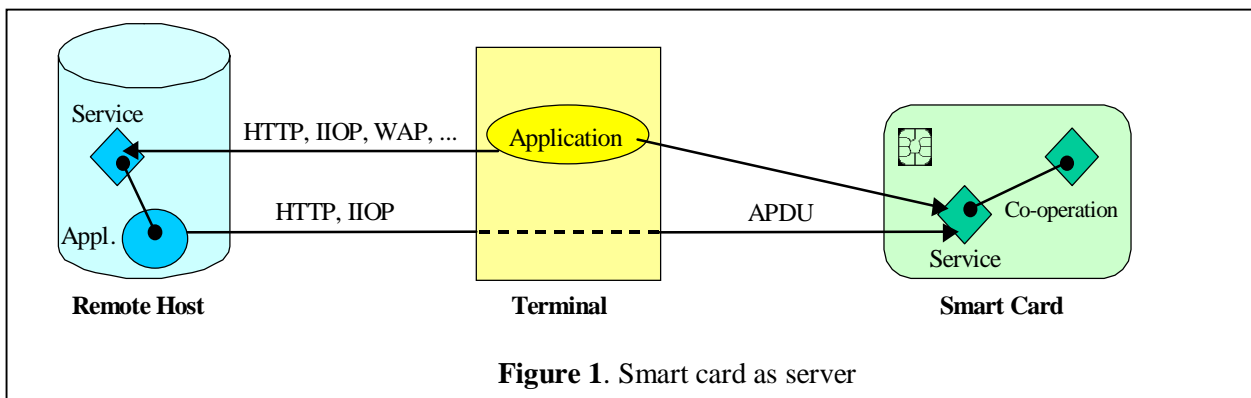 Service
HTTP, IIOP, WAP, ...
Application
HTTP, IIOP
APDU
Appl.
Co-operation
Service
Remote Host
Terminal
Smart Card
Figure 1. Smart card as server